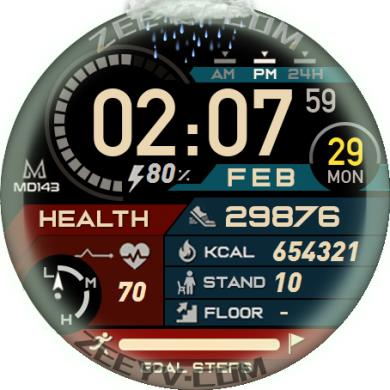 ZEEVV.COM
AM PM 24H
02:07 59
80%
29
MON
FEB
MD143
HEALTH
29876
KCAL 654321
STAND 10
FLOOR -
L M H
70
GOAL STEPS